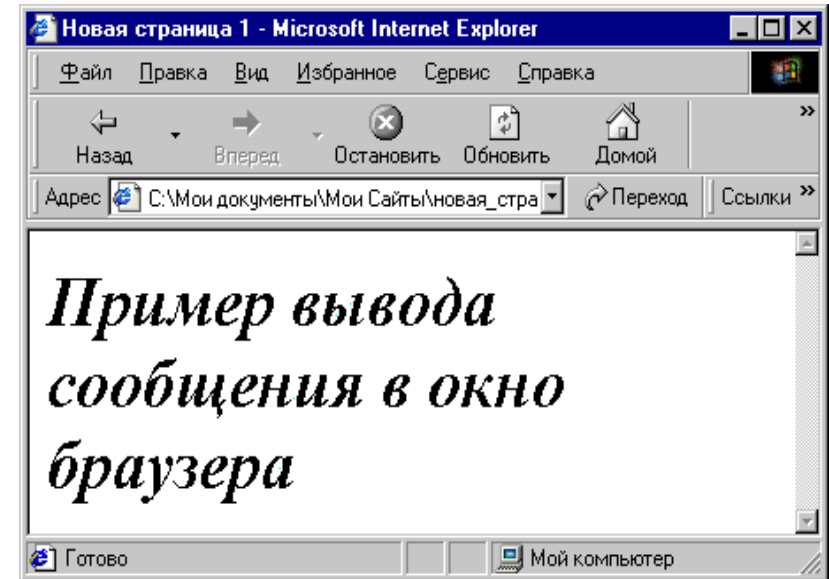 Новая страница 1 - Microsoft Internet Explorer
Файл Правка Вид Избранное Сервис Справка
Назад Вперед Остановить Обновить Домой »
Адрес C:\Мои документы\Мои Сайты\новая_стра Переход Ссылки »
Пример вывода
сообщения в окно
браузера
Готово Мой компьютер